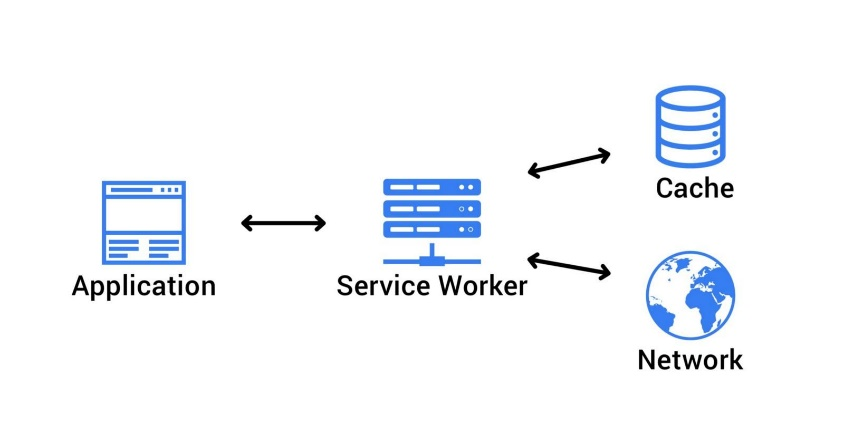 Application
Service Worker
Cache
Network